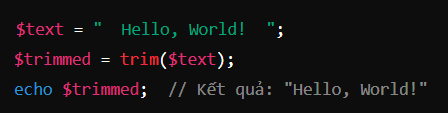 $text = "  Hello, World!  ";
$trimmed = trim($text);
echo $trimmed;  // Kết quả: "Hello, World!"